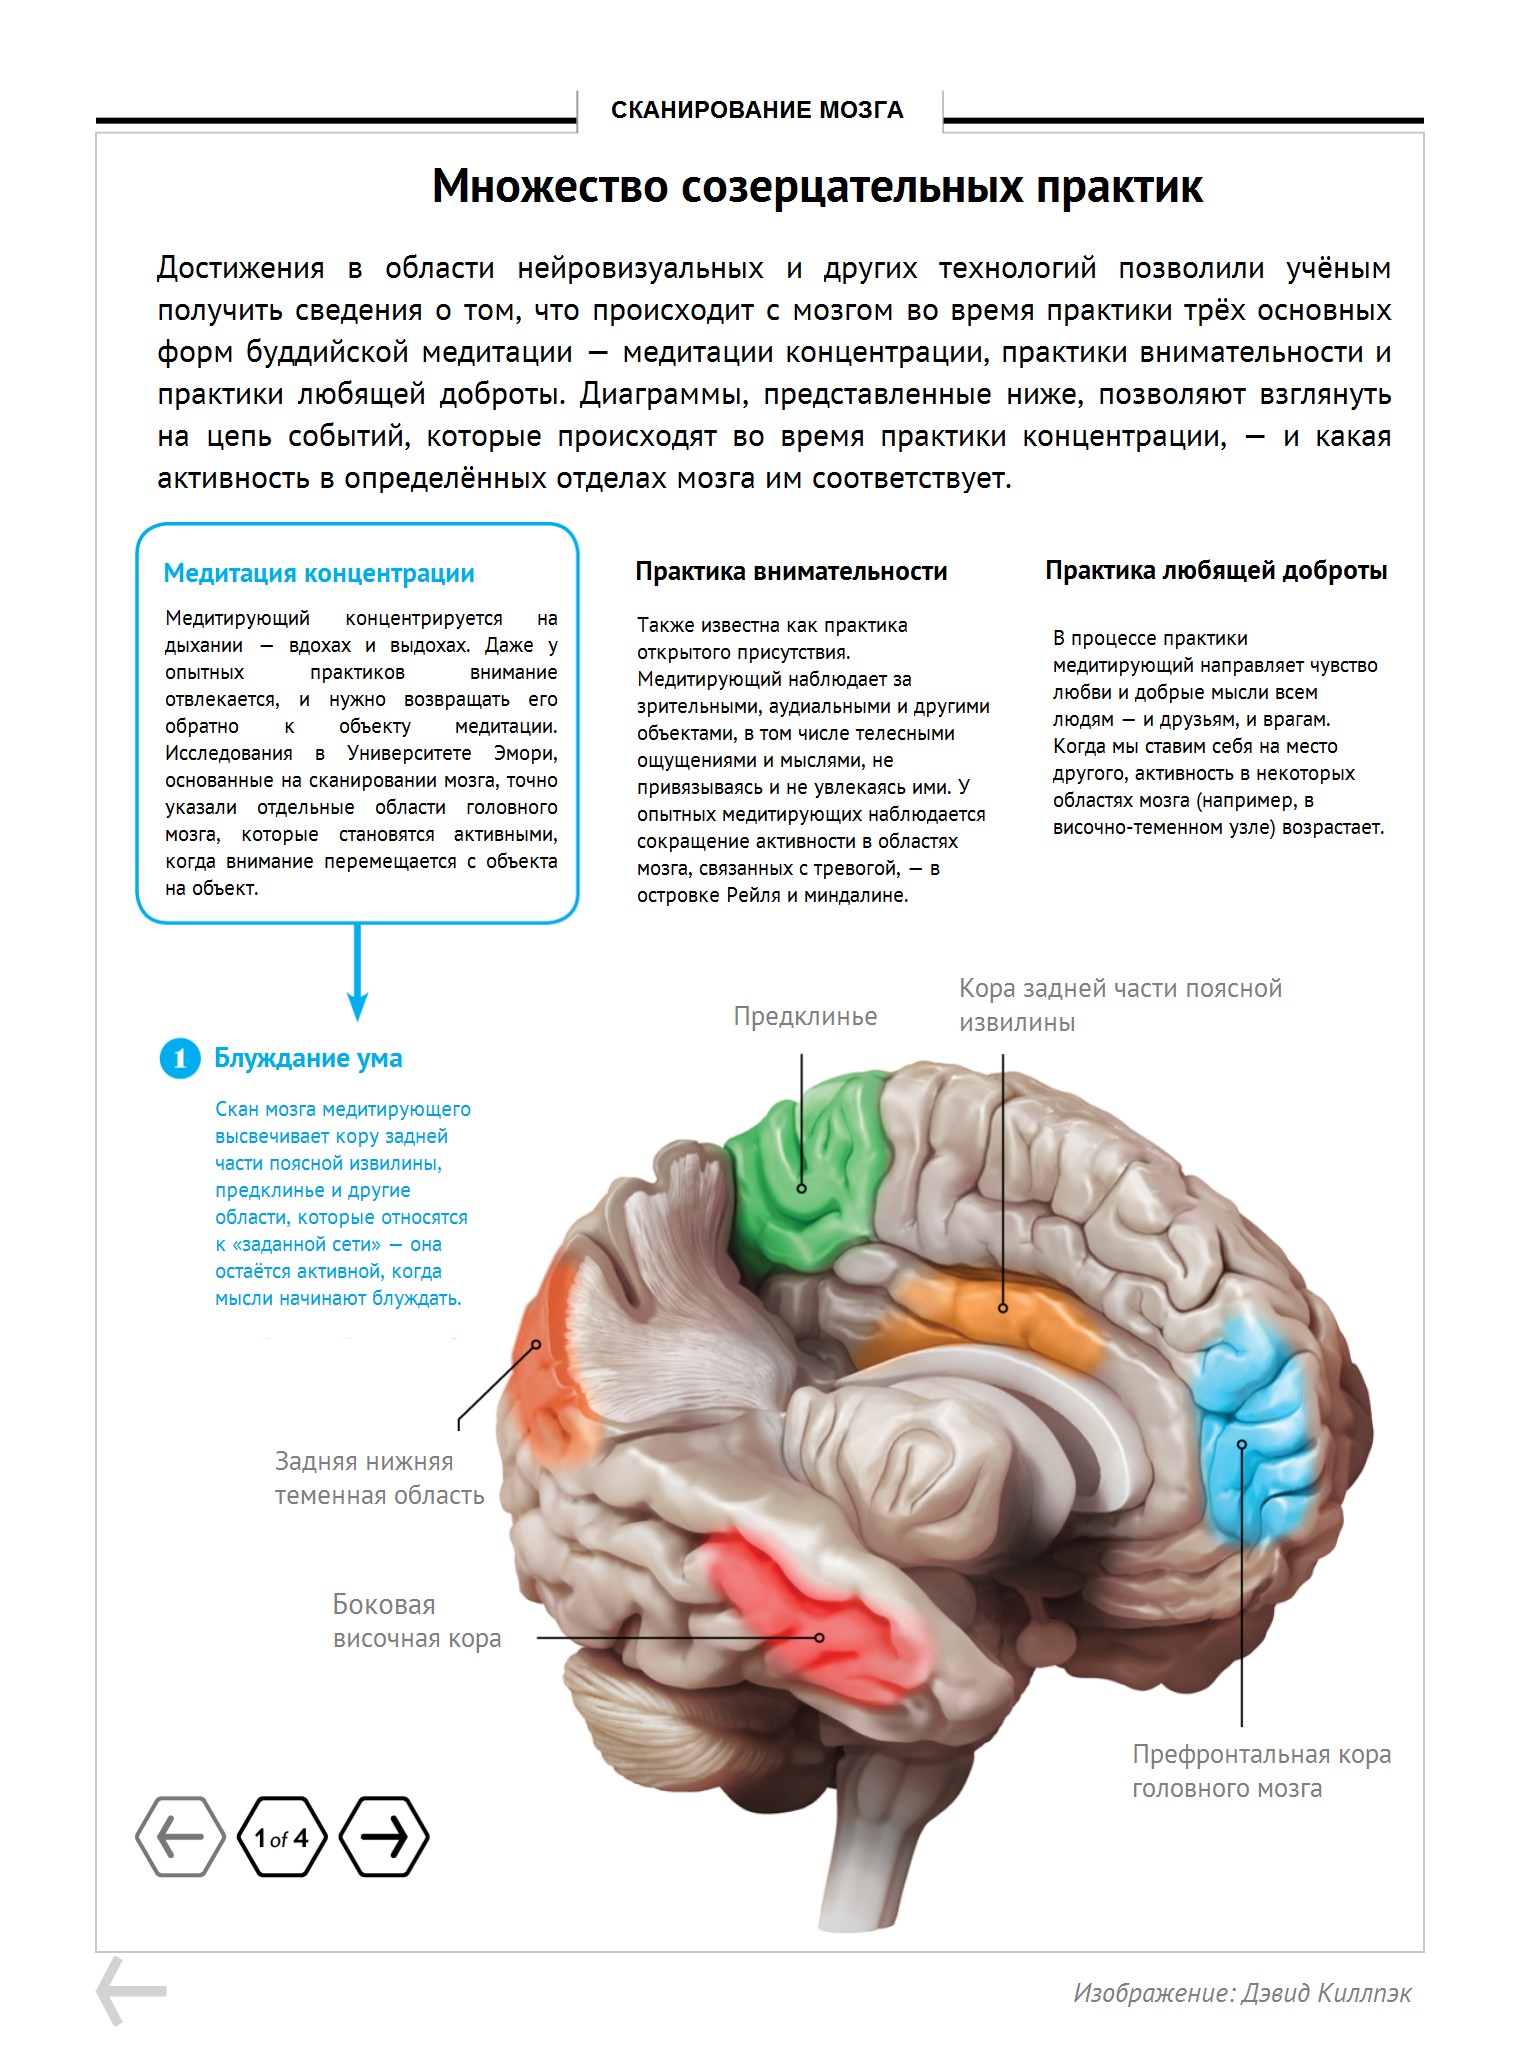 СКАНИРОВАНИЕ МОЗГА
Множество созерцательных практик
Достижения в области нейровизуальных и других технологий позволили учёным
получить сведения о том, что происходит с мозгом во время практики трёх основных
форм буддийской медитации — медитации концентрации, практики внимательности и
практики любящей доброты. Диаграммы, представленные ниже, позволяют взглянуть
на цепь событий, которые происходят во время практики концентрации, — и какая
активность в определённых отделах мозга им соответствует.
Медитация концентрации
Медитирующий концентрируется на
дыхании — вдохах и выдохах. Даже у
опытных практиков внимание
отвлекается, и нужно возвращать его
обратно к объекту медитации.
Исследования в Университете Эмори,
основанные на сканировании мозга, точно
указали отдельные области головного
мозга, которые становятся активными,
когда внимание перемещается с объекта
на объект.
Практика внимательности
Также известна как практика
открытого присутствия.
Медитирующий наблюдает за
зрительными, аудиальными и другими
объектами, в том числе телесными
ощущениями и мыслями, не
привязываясь и не увлекаясь ими. У
опытных медитирующих наблюдается
сокращение активности в областях
мозга, связанных с тревогой, — в
островке Рейля и миндалине.
Практика любящей доброты
В процессе практики
медитирующий направляет чувство
любви и добрые мысли всем
людям — и друзьям, и врагам.
Когда мы ставим себя на место
другого, активность в некоторых
областях мозга (например, в
височно-теменном узле) возрастает.
1 Блуждание ума
Скан мозга медитирующего
высвечивает кору задней
части поясной извилины,
предклинье и другие
области, которые относятся
к «заданной сети» — она
остаётся активной, когда
мысли начинают блуждать.
Предклинье
Кора задней части поясной
извилины
Задняя нижняя
теменная область
Боковая
височная кора
Префронтальная кора
головного мозга
1 of 4
Изображение: Дэвид Киллпэк